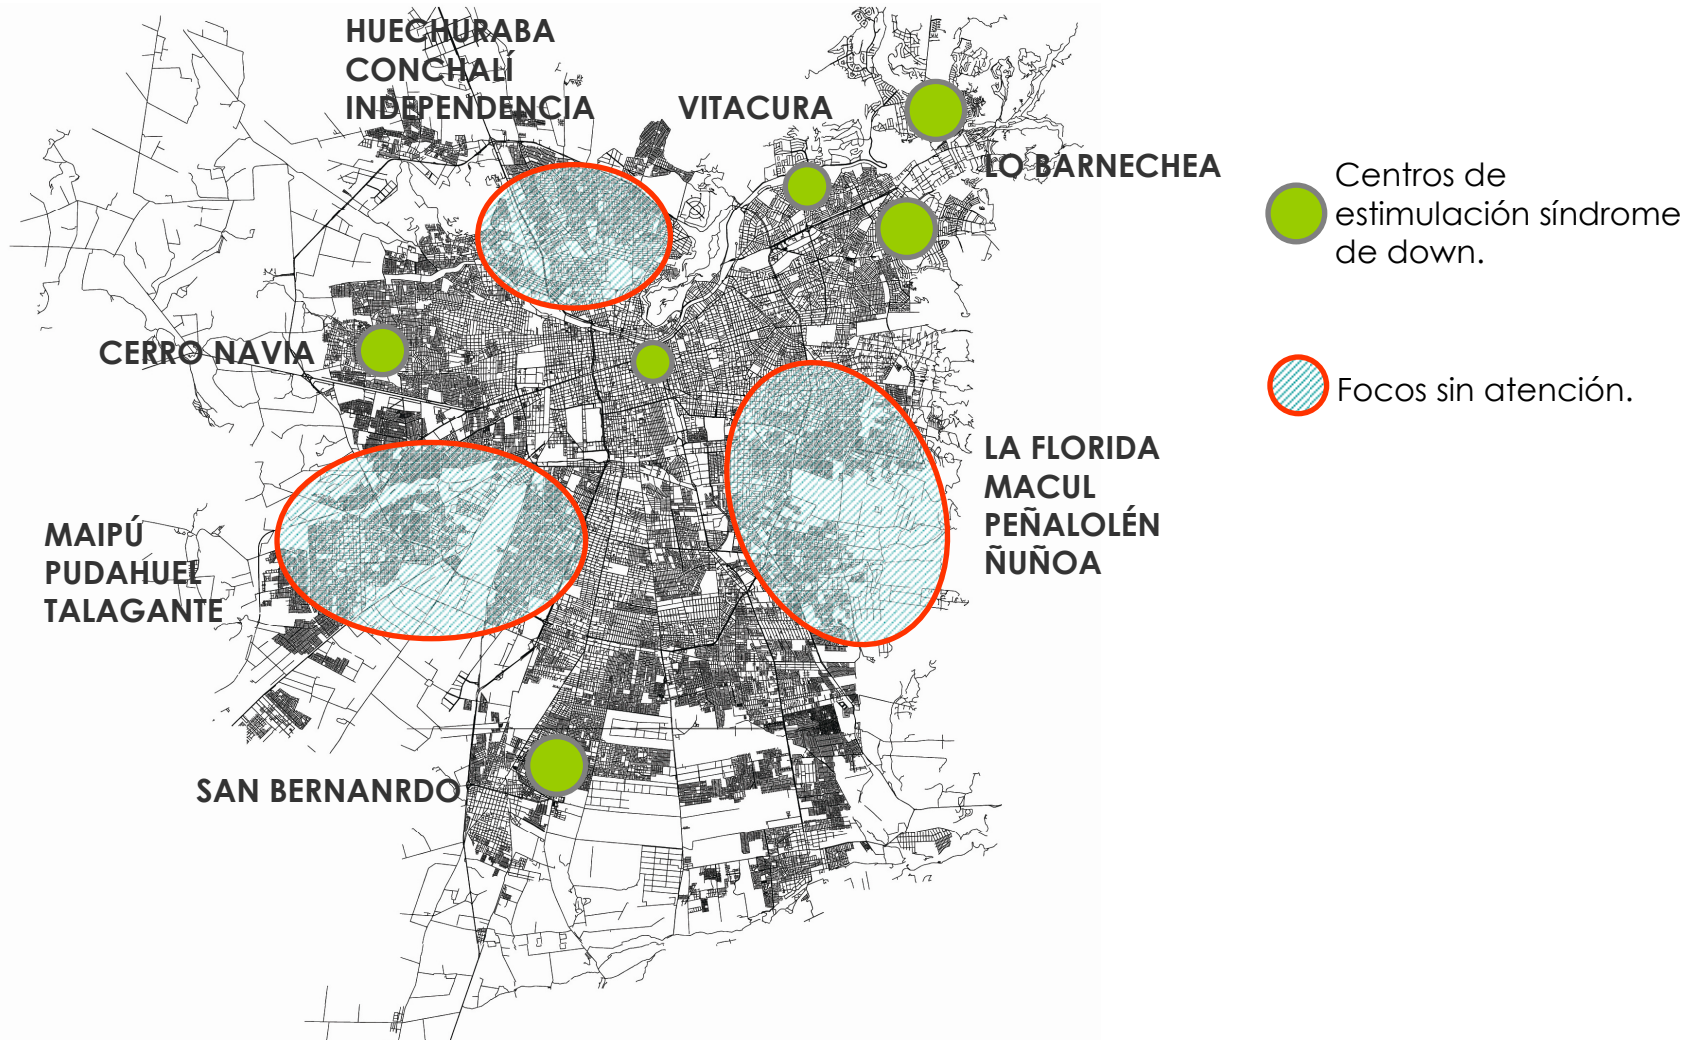 HUECHURABA
CONCHALÍ
INDEPENDENCIA
VITACURA
LO BARNECHEA
CERRO NAVIA
LA FLORIDA
MACUL
PEÑALOLÉN
ÑUÑOA
MAIPÚ
PUDAHUEL
TALAGANTE
SAN BERNANRDO
Centros de
estimulación síndrome
de down.
Focos sin atención.